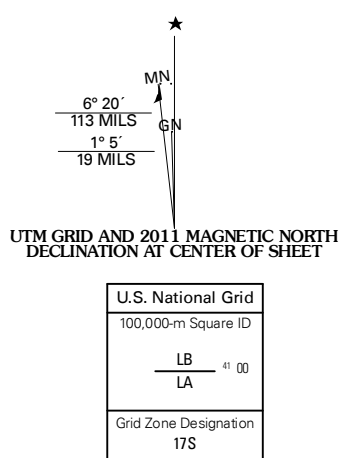 ★
MN
6° 20´
113 MILS
GN
1° 5´
19 MILS
UTM GRID AND 2011 MAGNETIC NORTH
DECLINATION AT CENTER OF SHEET
U.S. National Grid
100,000-m Square ID
LB
41 00
LA
Grid Zone Designation
17S